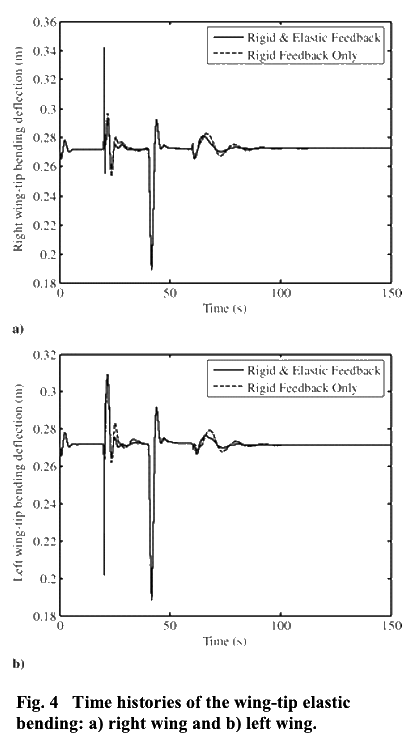 0.36
0.34
0.32
0.3
0.28
0.26
0.24
0.22
0.2
0.18
Right wing-tip bending deflection (m)
Rigid & Elastic Feedback
Rigid Feedback Only
0 50 100 150
Time (s)
a)
0.32
0.3
0.28
0.26
0.24
0.22
0.2
0.18
Left wing-tip bending deflection (m)
Rigid & Elastic Feedback
Rigid Feedback Only
0 50 100 150
Time (s)
b)
Fig. 4 Time histories of the wing-tip elastic
bending: a) right wing and b) left wing.